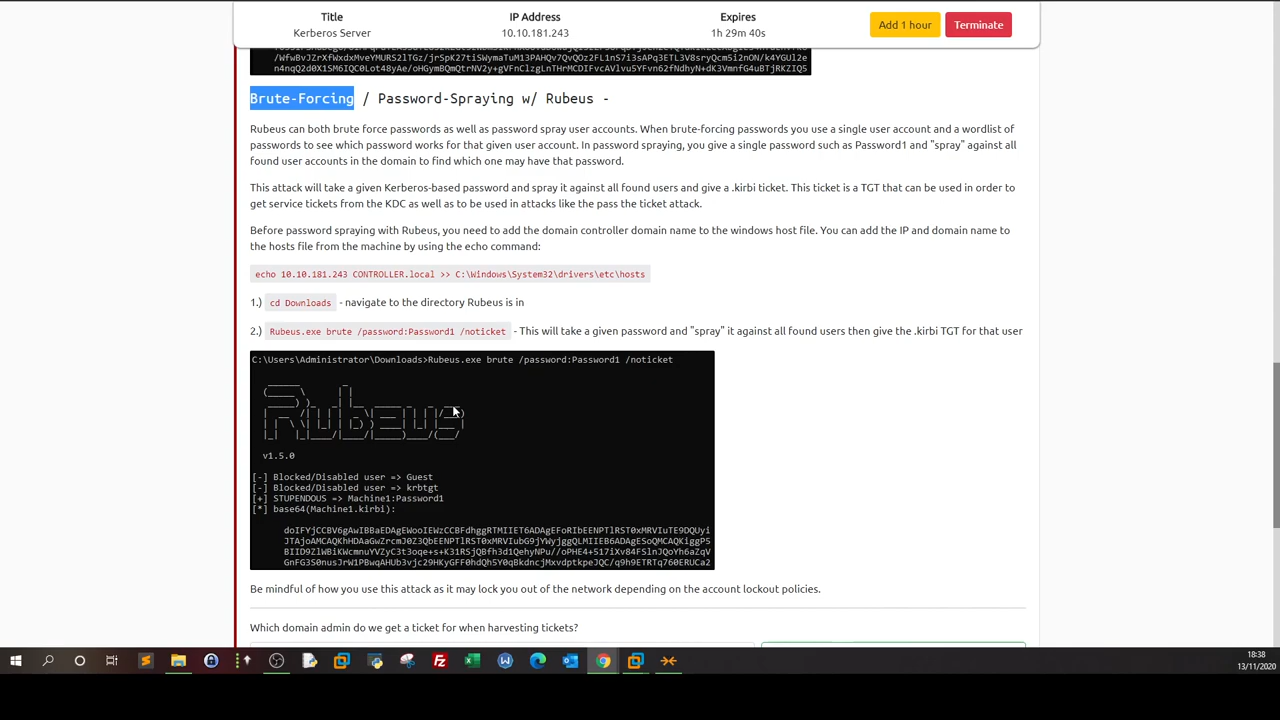 Title
Kerberos Server
IP Address
10.10.181.243
Expires
1h 29m 40s
Add 1 hour
Terminate
Brute-Forcing / Password-Spraying w/ Rubeus -
Rubeus can both brute force passwords as well as password spray user accounts. When brute-forcing passwords you use a single user account and a wordlist of
passwords to see which password works for that given user account. In password spraying, you give a single password such as Password1 and "spray" against all
found user accounts in the domain to find which one may have that password.
This attack will take a given Kerberos-based password and spray it against all found users and give a .kirbi ticket. This ticket is a TGT that can be used in order to
get service tickets from the KDC as well as to be used in attacks like the pass the ticket attack.
Before password spraying with Rubeus, you need to add the domain controller domain name to the windows host file. You can add the IP and domain name to
the hosts file from the machine by using the echo command:
echo 10.10.181.243 CONTROLLER.local >> C:\Windows\System32\drivers\etc\hosts
1.) cd Downloads - navigate to the directory Rubeus is in
2.) Rubeus.exe brute /password:Password1 /noticket - This will take a given password and "spray" it against all found users then give the .kirbi TGT for that user
C:\Users\Administrator\Downloads>Rubeus.exe brute /password:Password1 /noticket
Rubeus
v1.5.0
[-] Blocked/Disabled user => Guest
[-] Blocked/Disabled user => krbtgt
[+] STUPENDOUS => Machine1:Password1
[*] base64(Machine1.kirbi):
Be mindful of how you use this attack as it may lock you out of the network depending on the account lockout policies.
Which domain admin do we get a ticket for when harvesting tickets?
18:38
13/11/2020